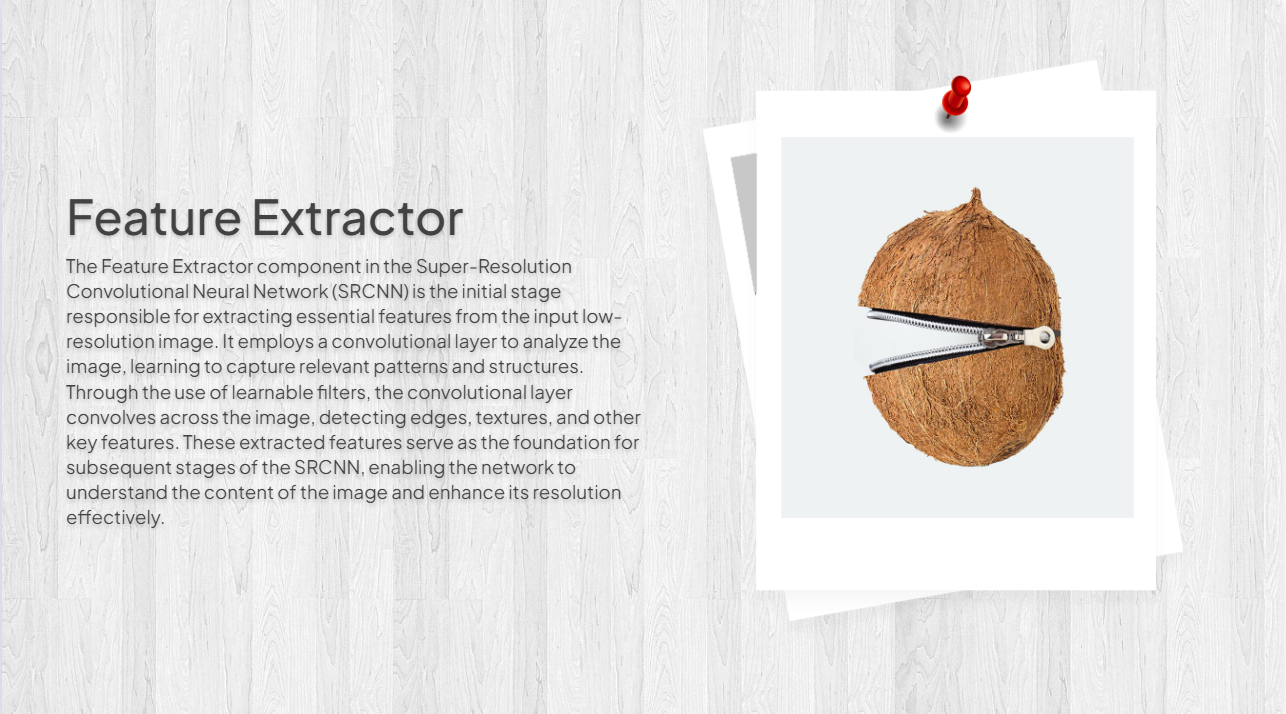 Feature Extractor
The Feature Extractor component in the Super-Resolution
Convolutional Neural Network (SRCNN) is the initial stage
responsible for extracting essential features from the input low-
resolution image. It employs a convolutional layer to analyze the
image, learning to capture relevant patterns and structures.
Through the use of learnable filters, the convolutional layer
convolves across the image, detecting edges, textures, and other
key features. These extracted features serve as the foundation for
subsequent stages of the SRCNN, enabling the network to
understand the content of the image and enhance its resolution
effectively.